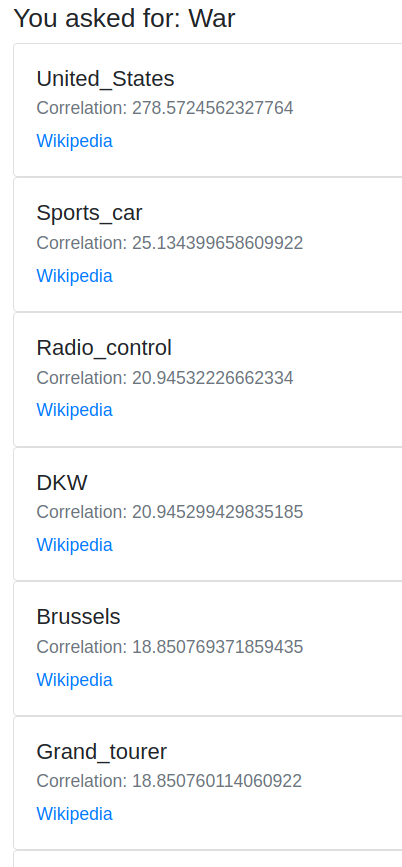 You asked for: War
United_States
Correlation: 278.5724562327764
Wikipedia
Sports_car
Correlation: 25.134399658609922
Wikipedia
Radio_control
Correlation: 20.94532226662334
Wikipedia
DKW
Correlation: 20.945299429835185
Wikipedia
Brussels
Correlation: 18.850769371859435
Wikipedia
Grand_tourer
Correlation: 18.850760114060922
Wikipedia